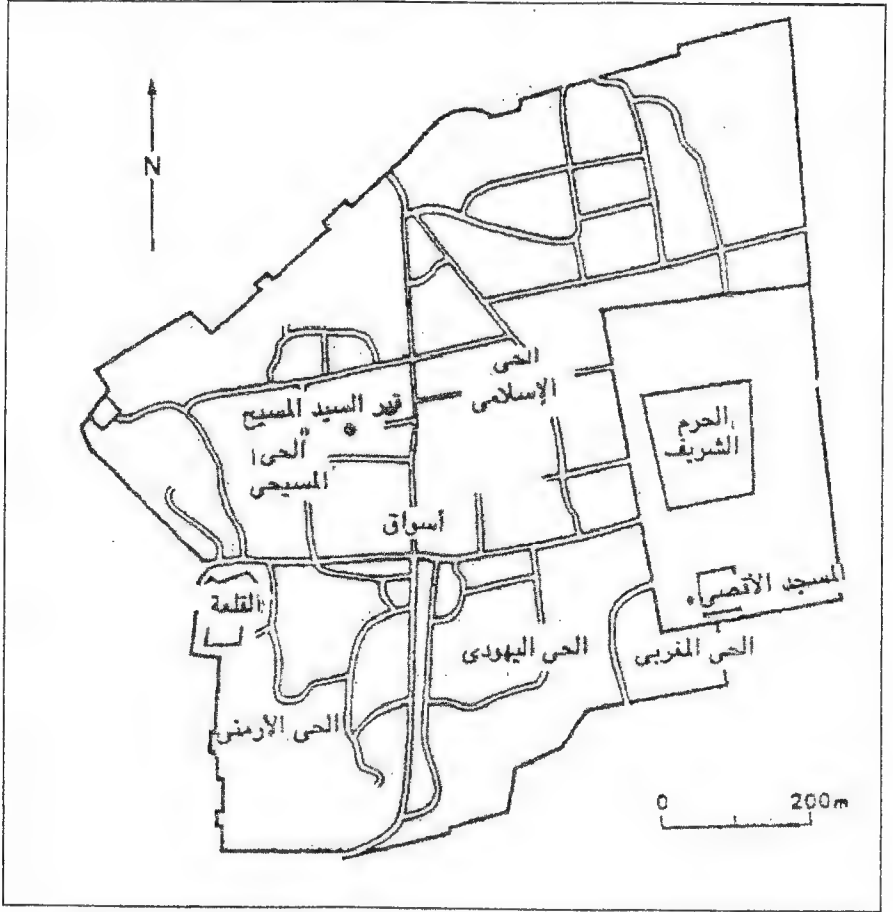 N
الحى
الإسلامى
قبر السيد المسيح
الحرم
الشريف
الحى
المسيحى
أسواق
المسجد الأقصى
القلعة
الحى اليهودى
الحى المغربى
الحى الأرمنى
0 200m